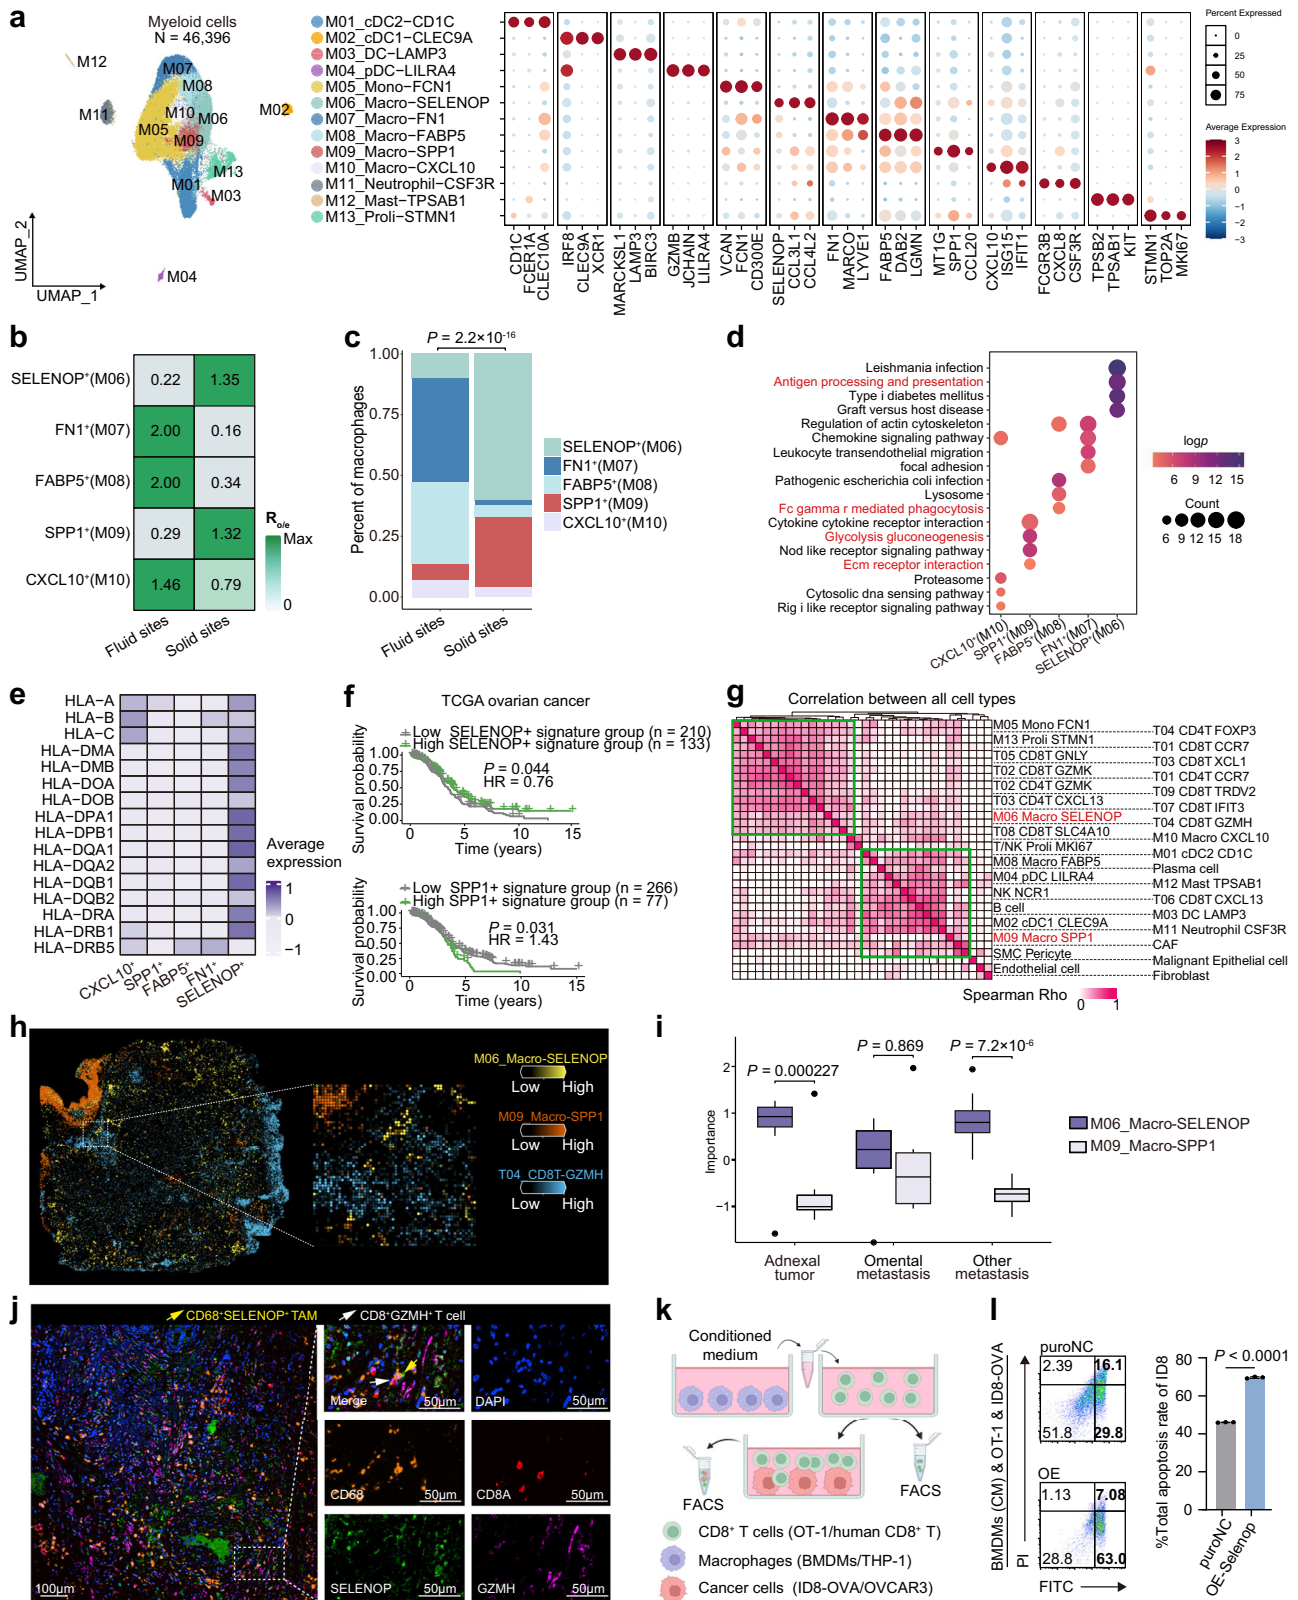 a
Myeloid cells
N = 46,396
M12
M07
M08
M11
M10
M06
M02
M05
M09
M13
M01
M03
M04
UMAP_2
UMAP_1
M01_cDC2−CD1C
M02_cDC1−CLEC9A
M03_DC−LAMP3
M04_pDC−LILRA4
M05_Mono−FCN1
M06_Macro−SELENOP
M07_Macro−FN1
M08_Macro−FABP5
M09_Macro−SPP1
M10_Macro−CXCL10
M11_Neutrophil−CSF3R
M12_Mast−TPSAB1
M13_Proli−STMN1
CD1C
FCER1A
CLEC10A
IRF8
CLEC9A
XCR1
MARCKSL1
LAMP3
BIRC3
GZMB
JCHAIN
LILRA4
VCAN
FCN1
CD300E
SELENOP
CCL3L1
CCL4L2
FN1
MARCO
LYVE1
FABP5
DAB2
LGMN
MT1G
SPP1
CCL20
CXCL10
ISG15
IFIT1
FCGR3B
CXCL8
CSF3R
TPSB2
TPSAB1
KIT
STMN1
TOP2A
MKI67
Percent Expressed
0
25
50
75
Average Expression
3
2
1
0
−1
−2
−3
b
SELENOP⁺(M06)
0.22
1.35
FN1⁺(M07)
2.00
0.16
FABP5⁺(M08)
2.00
0.34
SPP1⁺(M09)
0.29
1.32
CXCL10⁺(M10)
1.46
0.79
Fluid sites
Solid sites
R o/e
Max
0
c
P = 2.2×10⁻¹⁶
Percent of macrophages
1.00
0.75
0.50
0.25
0.00
Fluid sites
Solid sites
SELENOP⁺(M06)
FN1⁺(M07)
FABP5⁺(M08)
SPP1⁺(M09)
CXCL10⁺(M10)
d
Leishmania infection
Antigen processing and presentation
Type i diabetes mellitus
Graft versus host disease
Regulation of actin cytoskeleton
Chemokine signaling pathway
Leukocyte transendothelial migration
focal adhesion
Pathogenic escherichia coli infection
Lysosome
Fc gamma r mediated phagocytosis
Cytokine cytokine receptor interaction
Glycolysis gluconeogenesis
Nod like receptor signaling pathway
Ecm receptor interaction
Proteasome
Cytosolic dna sensing pathway
Rig i like receptor signaling pathway
CXCL10⁺(M10)
SPP1⁺(M09)
FABP5⁺(M08)
FN1⁺(M07)
SELENOP⁺(M06)
logp
6 9 12 15
Count
6 9 12 15 18
e
HLA−A
HLA−B
HLA−C
HLA−DMA
HLA−DMB
HLA−DOA
HLA−DOB
HLA−DPA1
HLA−DPB1
HLA−DQA1
HLA−DQA2
HLA−DQB1
HLA−DQB2
HLA−DRA
HLA−DRB1
HLA−DRB5
CXCL10⁺
SPP1⁺
FABP5⁺
FN1⁺
SELENOP⁺
Average
expression
1
0
−1
f
TCGA ovarian cancer
Low SELENOP+ signature group (n = 210)
High SELENOP+ signature group (n = 133)
Survival probability
1.00
0.75
0.50
0.25
0.00
P = 0.044
HR = 0.76
0 5 10 15
Time (years)
Low SPP1+ signature group (n = 266)
High SPP1+ signature group (n = 77)
Survival probability
1.00
0.75
0.50
0.25
0.00
P = 0.031
HR = 1.43
0 5 10 15
Time (years)
g
Correlation between all cell types
M05 Mono FCN1
T04 CD4T FOXP3
M13 Proli STMN1
T01 CD8T CCR7
T05 CD8T GNLY
T03 CD8T XCL1
T02 CD8T GZMK
T01 CD4T CCR7
T02 CD4T GZMK
T09 CD8T TRDV2
T03 CD4T CXCL13
T07 CD8T IFIT3
M06 Macro SELENOP
T04 CD8T GZMH
T08 CD8T SLC4A10
M10 Macro CXCL10
T/NK Proli MKI67
M01 cDC2 CD1C
M08 Macro FABP5
Plasma cell
M04 pDC LILRA4
M12 Mast TPSAB1
NK NCR1
T06 CD8T CXCL13
B cell
M03 DC LAMP3
M02 cDC1 CLEC9A
M11 Neutrophil CSF3R
M09 Macro SPP1
CAF
SMC Pericyte
Malignant Epithelial cell
Endothelial cell
Fibroblast
Spearman Rho
0 1
h
M06_Macro-SELENOP
Low High
M09_Macro-SPP1
Low High
T04_CD8T-GZMH
Low High
i
P = 0.000227
P = 0.869
P = 7.2×10⁻⁶
Importance
2
1
0
−1
Adnexal
tumor
Omental
metastasis
Other
metastasis
M06_Macro-SELENOP
M09_Macro-SPP1
j
CD68⁺SELENOP⁺ TAM
CD8⁺GZMH⁺ T cell
100μm
Merge
50μm
DAPI
50μm
CD68
50μm
CD8A
50μm
SELENOP
50μm
GZMH
50μm
k
Conditioned
medium
FACS
FACS
CD8⁺ T cells (OT-1/human CD8⁺ T)
Macrophages (BMDMs/THP-1)
Cancer cells (ID8-OVA/OVCAR3)
l
BMDMs (CM) & OT-1 & ID8-OVA
puroNC
2.39
16.1
51.8
29.8
OE
1.13
7.08
28.8
63.0
PI
FITC
%Total apoptosis rate of ID8
P < 0.0001
80
60
40
20
0
puroNC
OE-Selenop